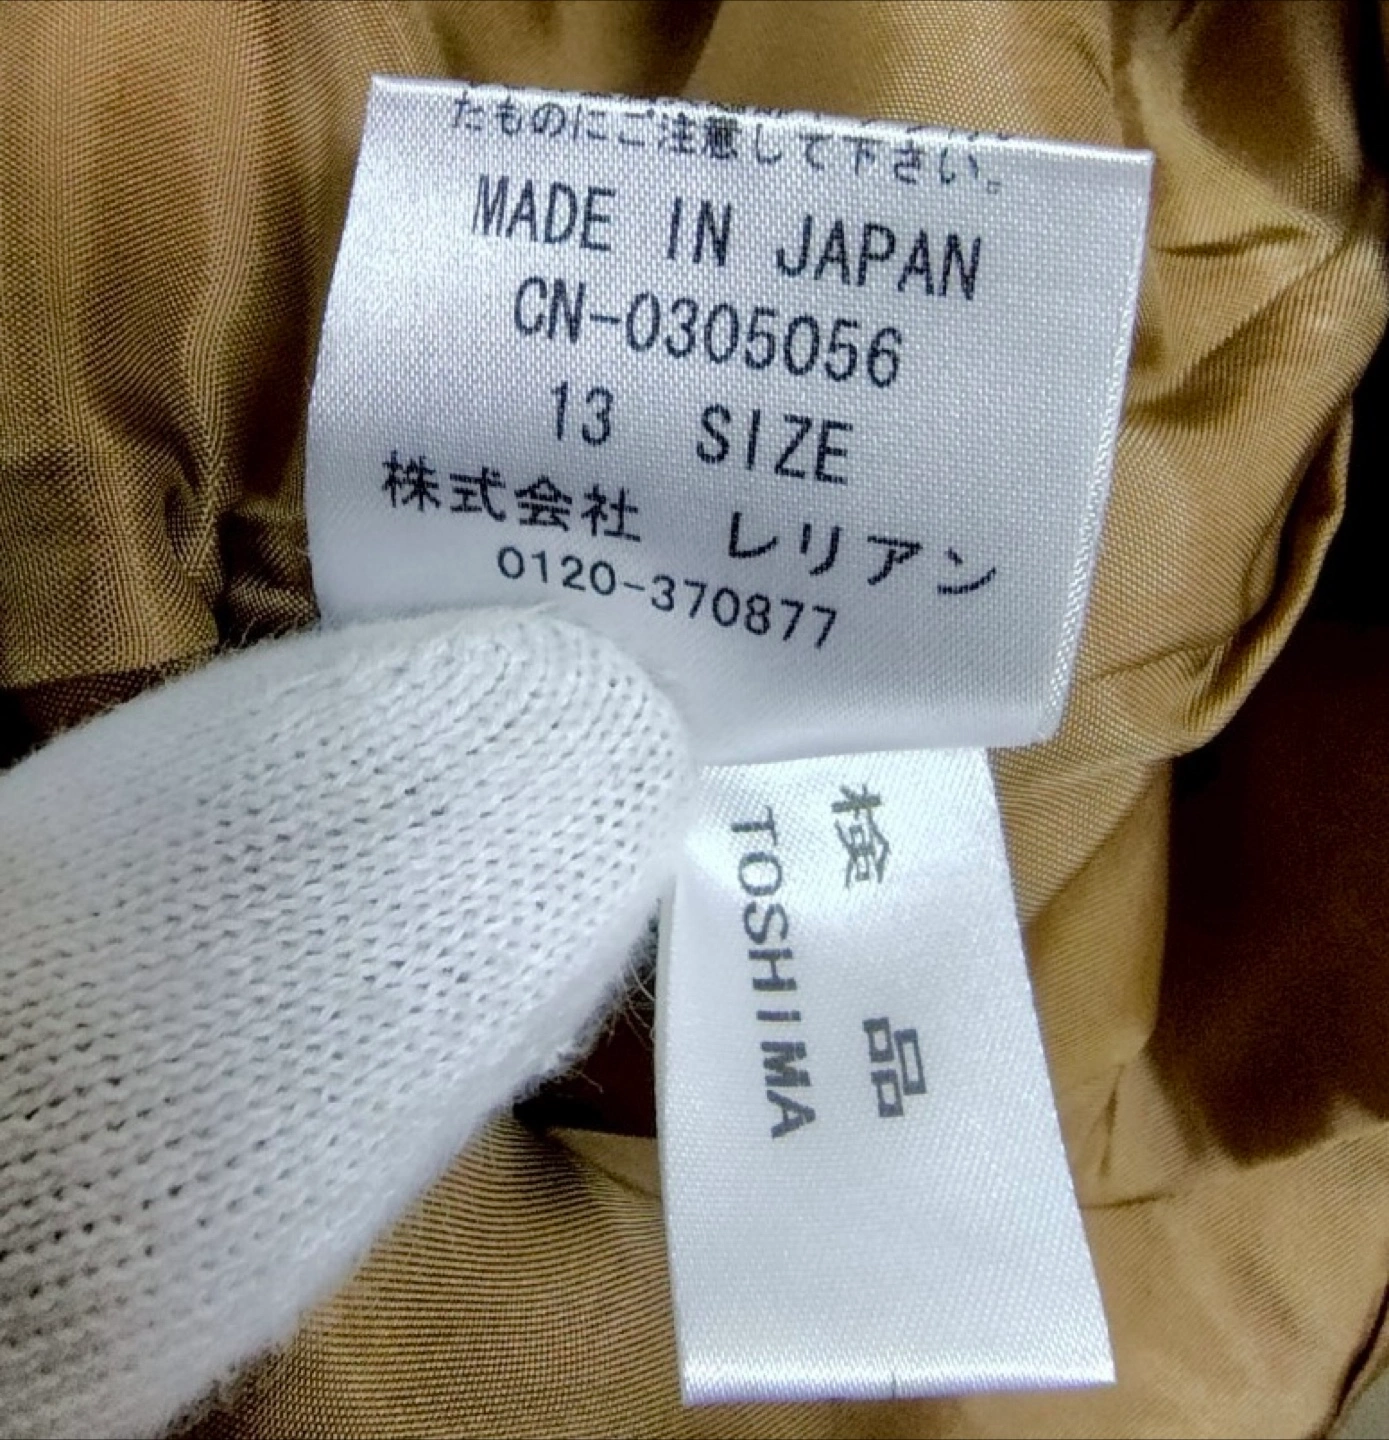 たものにご注意して下さい。
MADE IN JAPAN
CN-0305056
13 SIZE
株式会社 レリアン
0120-370877
検品
TOSHIMA